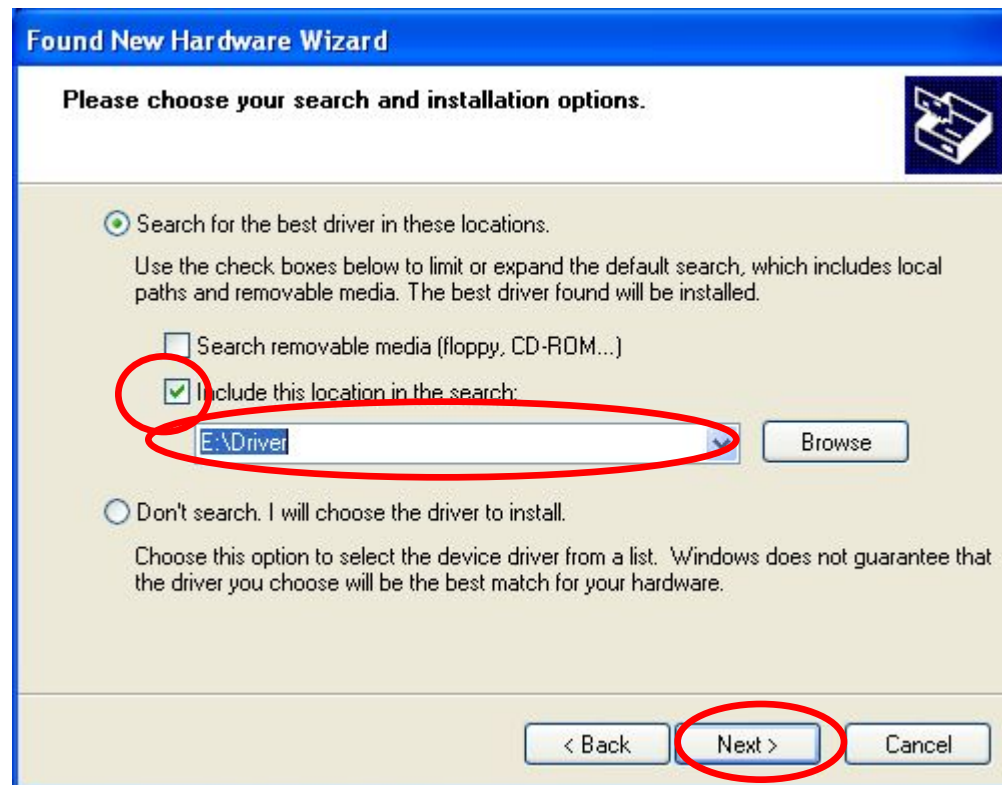 Found New Hardware Wizard
Please choose your search and installation options.
Search for the best driver in these locations.
Use the check boxes below to limit or expand the default search, which includes local
paths and removable media. The best driver found will be installed.
Search removable media (floppy, CD-ROM...)
Include this location in the search:
E:\Driver
Browse
Don't search. I will choose the driver to install.
Choose this option to select the device driver from a list. Windows does not guarantee that
the driver you choose will be the best match for your hardware.
< Back Next > Cancel